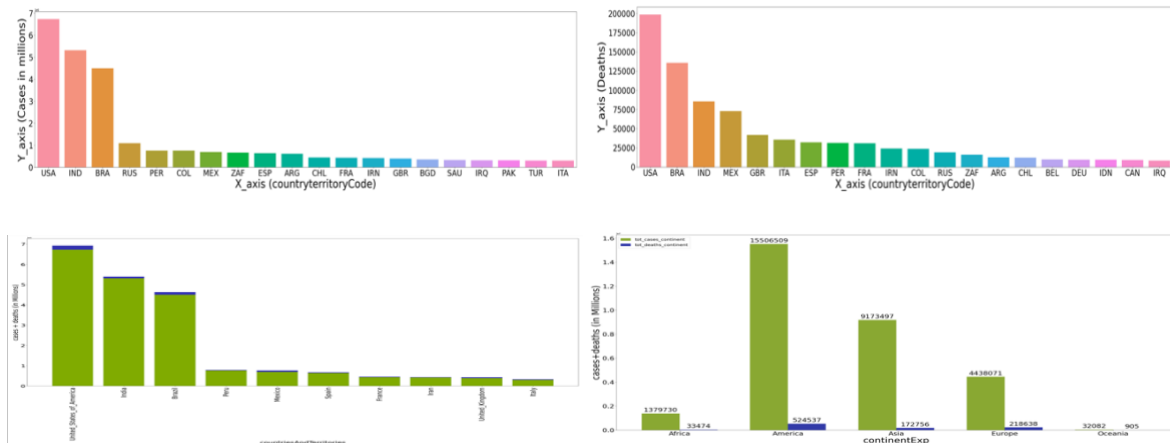 7
6
5
4
3
2
1
0
Y_axis (Cases in millions)
USA IND BRA RUS PER COL MEX ZAF ESP ARG CHL FRA IRN GBR BGD SAU IRQ PAK TUR ITA
X_axis (countryterritoryCode)
200000
175000
150000
125000
100000
75000
50000
25000
0
Y_axis (Deaths)
USA BRA IND MEX GBR ITA ESP PER FRA IRN COL RUS ZAF ARG CHL BEL DEU IDN CAN IRQ
X_axis (countryterritoryCode)
7
6
5
4
3
2
1
0
cases + deaths (in Millions)
United_States_of_America
India
Brazil
Peru
Mexico
Spain
France
Iran
United_Kingdom
Italy
tot_cases_continent
tot_deaths_continent
1.6
1.4
1.2
1.0
0.8
0.6
0.4
0.2
0.0
cases+deaths (in Millions)
15506509
9173497
4438071
1379730
33474
524537
172756
218638
32082 905
Africa America Asia Europe Oceania
continentExp